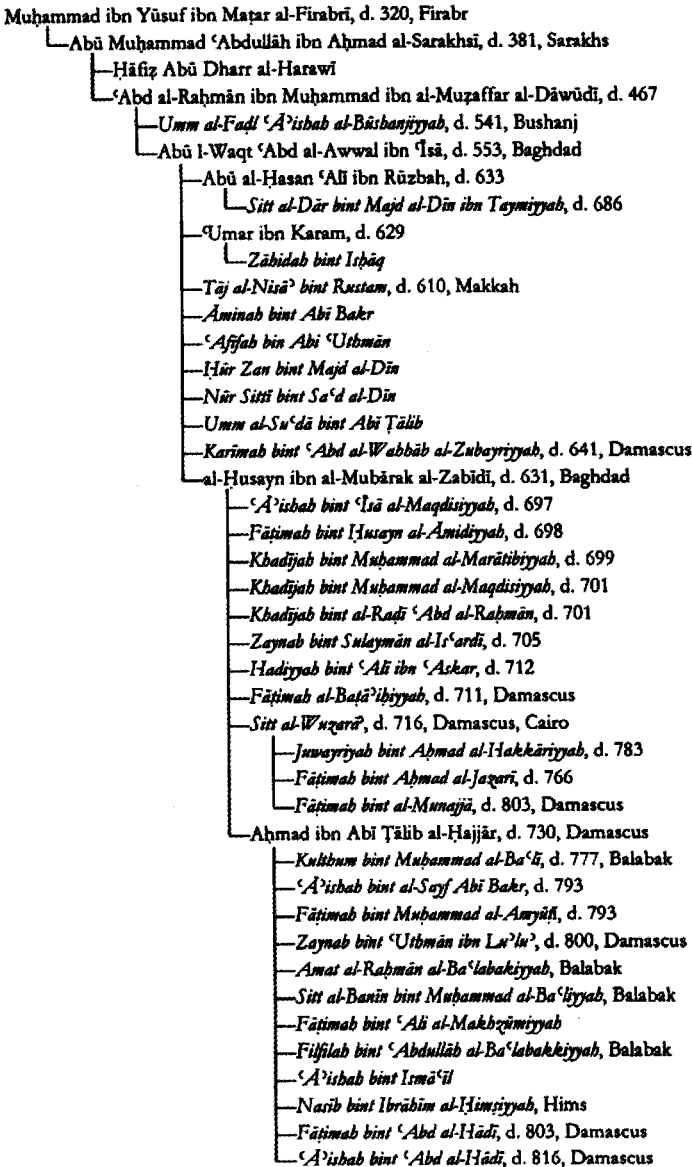 Muḥammad ibn Yūsuf ibn Maṭar al-Firabrī, d. 320, Firabr
Abū Muḥammad ʿAbdullāh ibn Aḥmad al-Sarakhsī, d. 381, Sarakhs
Ḥāfiẓ Abū Dharr al-Harawī
ʿAbd al-Raḥmān ibn Muḥammad ibn al-Muẓaffar al-Dāwūdī, d. 467
Umm al-Faḍl ʿĀʾishah al-Būshanjiyyah, d. 541, Bushanj
Abū l-Waqt ʿAbd al-Awwal ibn ʿĪsā, d. 553, Baghdad
Abū al-Ḥasan ʿAlī ibn Rūzbah, d. 633
Sitt al-Dār bint Majd al-Dīn ibn Taymiyyah, d. 686
ʿUmar ibn Karam, d. 629
Zāhidah bint Isḥāq
Tāj al-Nisāʾ bint Rustam, d. 610, Makkah
Āminah bint Abī Bakr
ʿAfīfah bin Abi ʿUthmān
Ḥūr Zan bint Majd al-Dīn
Nūr Sittī bint Saʿd al-Dīn
Umm al-Suʿdā bint Abī Ṭālib
Karīmah bint ʿAbd al-Wahhāb al-Zubayriyyah, d. 641, Damascus
al-Ḥusayn ibn al-Mubārak al-Zabīdī, d. 631, Baghdad
ʿĀʾishah bint ʿĪsā al-Maqdisiyyah, d. 697
Fāṭimah bint Ḥusayn al-Āmidiyyah, d. 698
Khadījah bint Muḥammad al-Marātibiyyah, d. 699
Khadījah bint Muḥammad al-Maqdisiyyah, d. 701
Khadījah bint al-Raḍī ʿAbd al-Raḥmān, d. 701
Zaynab bint Sulaymān al-Isʿardī, d. 705
Hadiyyah bint ʿAlī ibn ʿAskar, d. 712
Fāṭimah al-Baṭāʾiḥiyyah, d. 711, Damascus
Sitt al-Wuzarāʾ, d. 716, Damascus, Cairo
Juwayriyah bint Aḥmad al-Hakkāriyyah, d. 783
Fāṭimah bint Aḥmad al-Jazarī, d. 766
Fāṭimah bint al-Munajjā, d. 803, Damascus
Aḥmad ibn Abī Ṭālib al-Ḥajjār, d. 730, Damascus
Kulthum bint Muḥammad al-Baʿlī, d. 777, Balabak
ʿĀʾishah bint al-Sayf Abī Bakr, d. 793
Fāṭimah bint Muḥammad al-Amyūṭī, d. 793
Zaynab bint ʿUthmān ibn Luʾluʾ, d. 800, Damascus
Amat al-Raḥmān al-Baʿlabakiyyah, Balabak
Sitt al-Banīn bint Muḥammad al-Baʿliyyah, Balabak
Fāṭimah bint ʿAli al-Makhzūmiyyah
Filfilah bint ʿAbdullāh al-Baʿlabakkiyyah, Balabak
ʿĀʾishah bint Ismāʿīl
Nasīb bint Ibrāhīm al-Ḥimṣiyyah, Hims
Fāṭimah bint ʿAbd al-Hādī, d. 803, Damascus
ʿĀʾishah bint ʿAbd al-Hādī, d. 816, Damascus